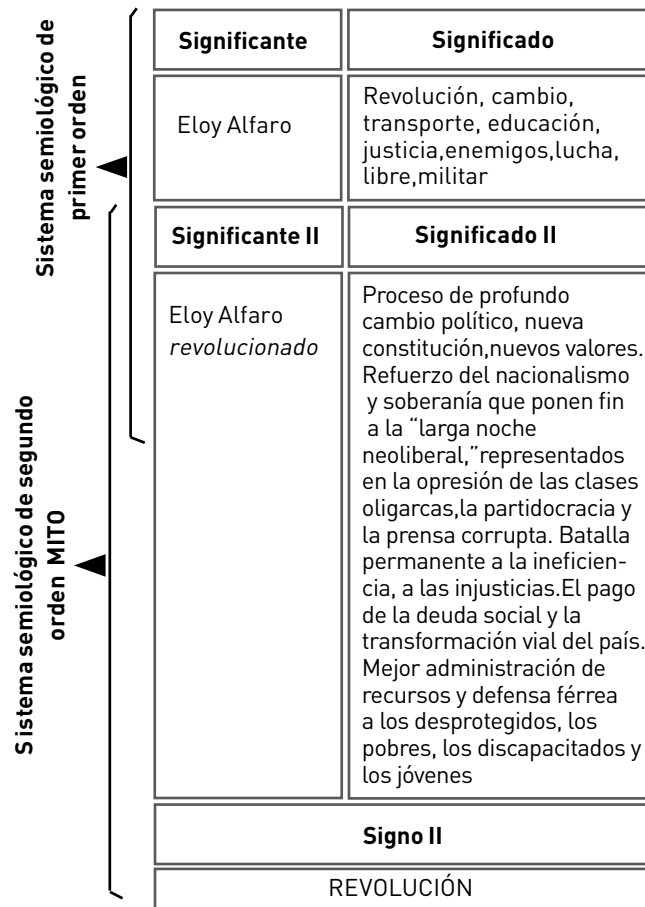 Sistema semiológico de
primer orden
Significante
Significado
Eloy Alfaro
Revolución, cambio,
transporte, educación,
justicia,enemigos,lucha,
libre,militar
Sistema semiológico de segundo
orden MITO
Significante II
Significado II
Eloy Alfaro
revolucionado
Proceso de profundo
cambio político, nueva
constitución,nuevos valores.
Refuerzo del nacionalismo
y soberanía que ponen fin
a la “larga noche
neoliberal,”representados
en la opresión de las clases
oligarcas,la partidocracia y
la prensa corrupta. Batalla
permanente a la ineficien-
cia, a las injusticias.El pago
de la deuda social y la
transformación vial del país.
Mejor administración de
recursos y defensa férrea
a los desprotegidos, los
pobres, los discapacitados y
los jóvenes
Signo II
REVOLUCIÓN